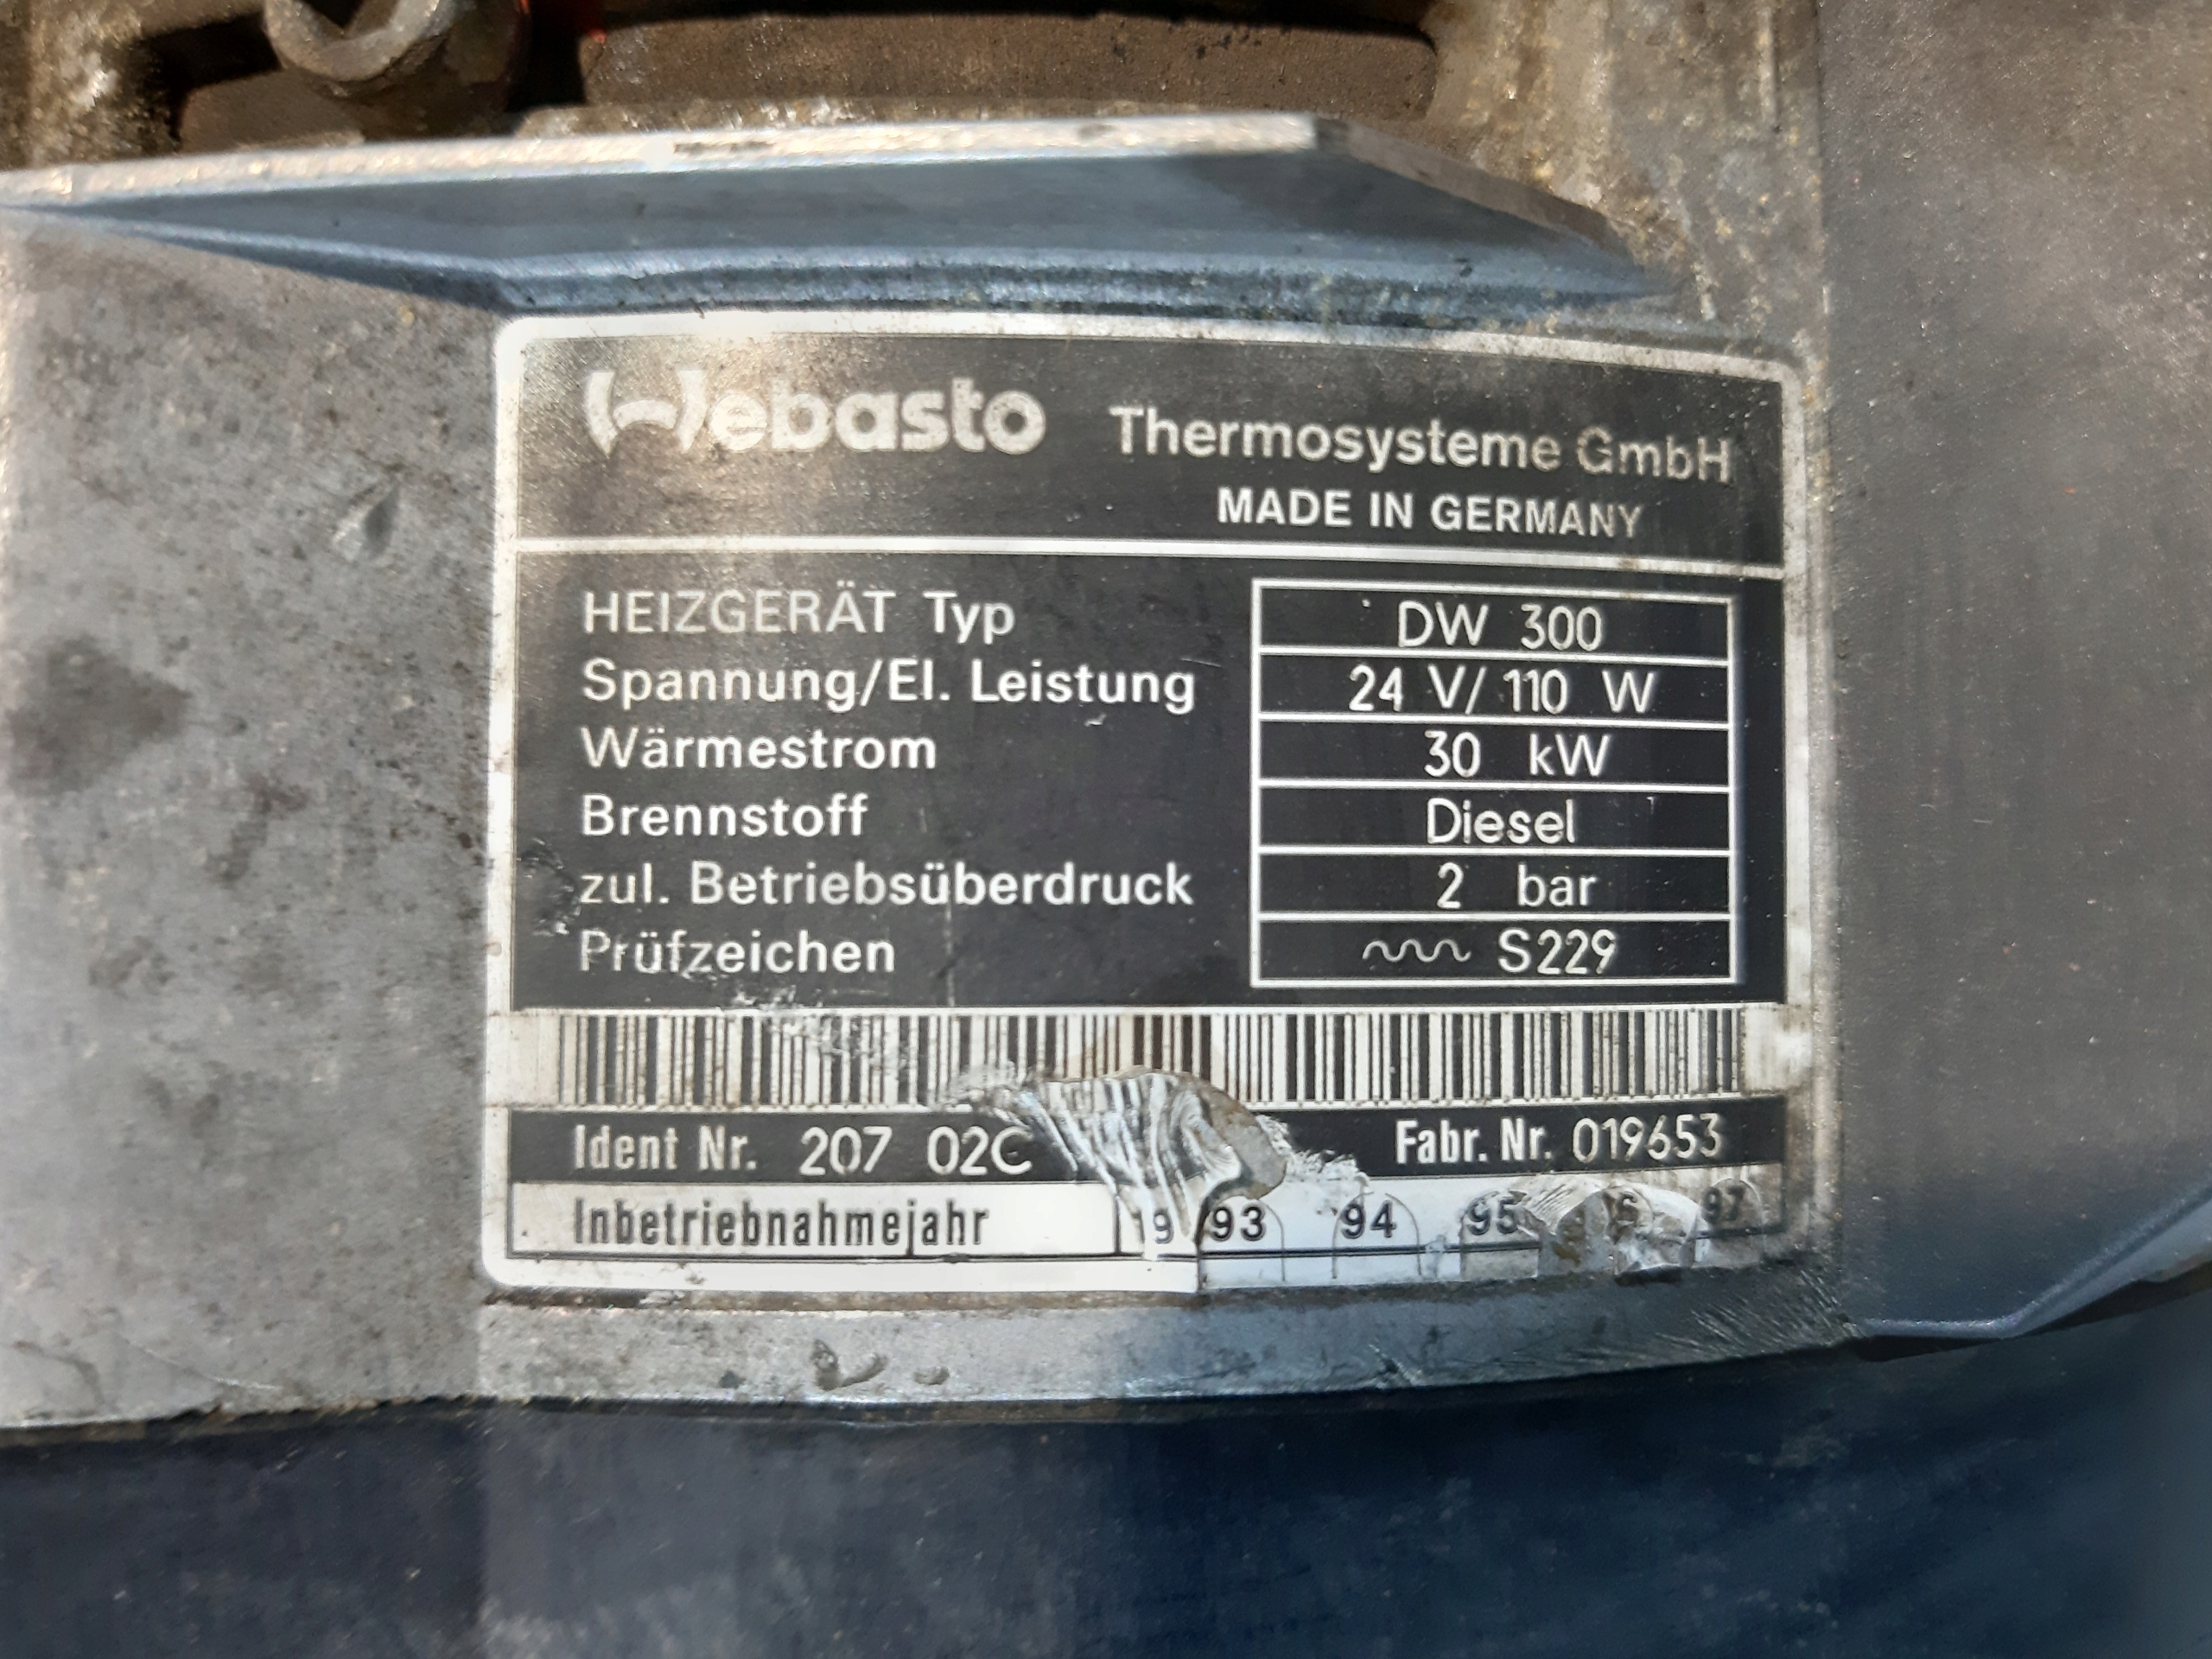 Webasto Thermosysteme GmbH
MADE IN GERMANY
HEIZGERÄT Typ DW 300
Spannung/El. Leistung 24 V/ 110 W
Wärmestrom 30 kW
Brennstoff Diesel
zul. Betriebsüberdruck 2 bar
Prüfzeichen S229
Ident Nr. 207 02C Fabr. Nr. 019653
Inbetriebnahmejahr 19 93 94 95 97